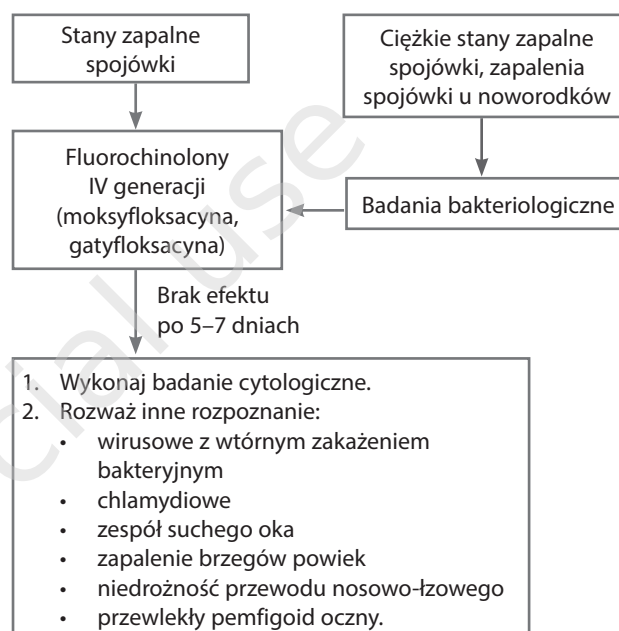 Stany zapalne
spojówki
Ciężkie stany zapalne
spojówki, zapalenia
spojówki u noworodków
Fluorochinolony
IV generacji
(moksyfloksacyna,
gatyfloksacyna)
Badania bakteriologiczne
Brak efektu
po 5–7 dniach
1. Wykonaj badanie cytologiczne.
2. Rozważ inne rozpoznanie:
• wirusowe z wtórnym zakażeniem
bakteryjnym
• chlamydiowe
• zespół suchego oka
• zapalenie brzegów powiek
• niedrożność przewodu nosowo-łzowego
• przewlekły pemfigoid oczny.
cial use